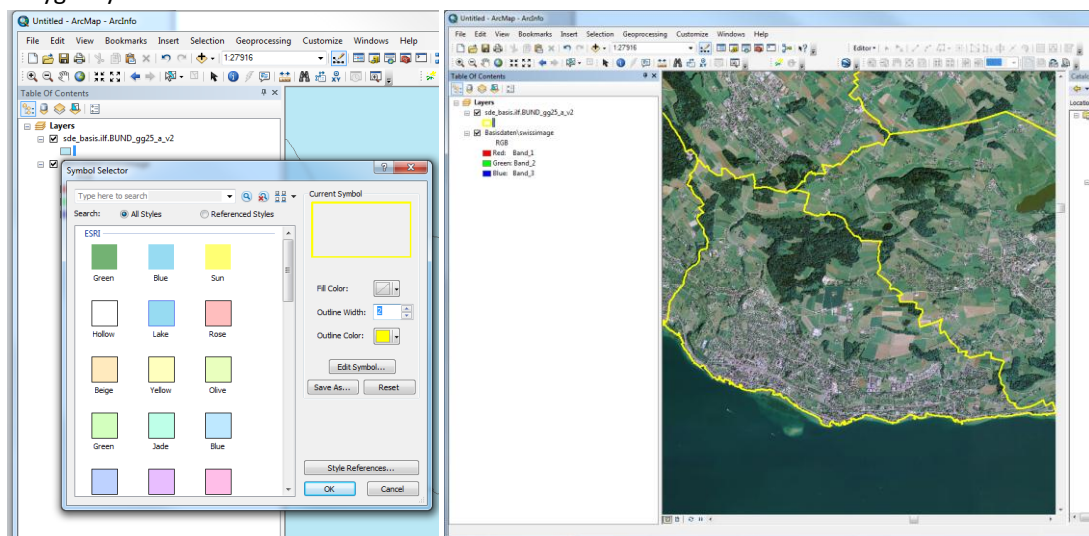 Untitled - ArcMap - ArcInfo
File Edit View Bookmarks Insert Selection Geoprocessing Customize Windows Help
1:27916
Table Of Contents
Layers
sde_basis.ilf.BUND_gg25_a_v2
Symbol Selector
Type here to search
Search: All Styles Referenced Styles
ESRI
Green Blue Sun
Hollow Lake Rose
Beige Yellow Olive
Green Jade Blue
Current Symbol
Fill Color:
Outline Width: 2
Outline Color:
Edit Symbol...
Save As... Reset
Style References...
OK Cancel
Untitled - ArcMap - ArcInfo
File Edit View Bookmarks Insert Selection Geoprocessing Customize Windows Help
1:27916
Editor
Table Of Contents
Layers
sde_basis.ilf.BUND_gg25_a_v2
Basisdaten\swissimage
RGB
Red: Band_1
Green: Band_2
Blue: Band_3
Catal
Locatio